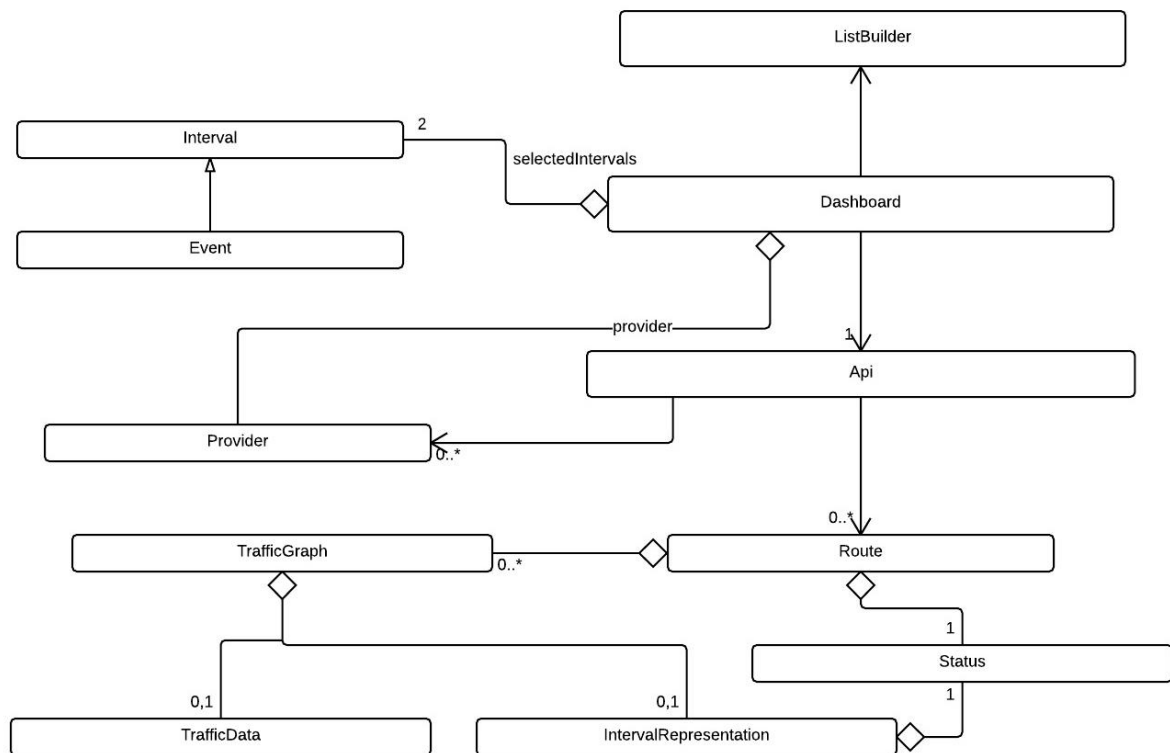 ListBuilder
2
Interval
selectedIntervals
Dashboard
Event
provider
1
Api
Provider
0..*
0..*
TrafficGraph
0..*
Route
1
Status
0,1
0,1
1
TrafficData
IntervalRepresentation